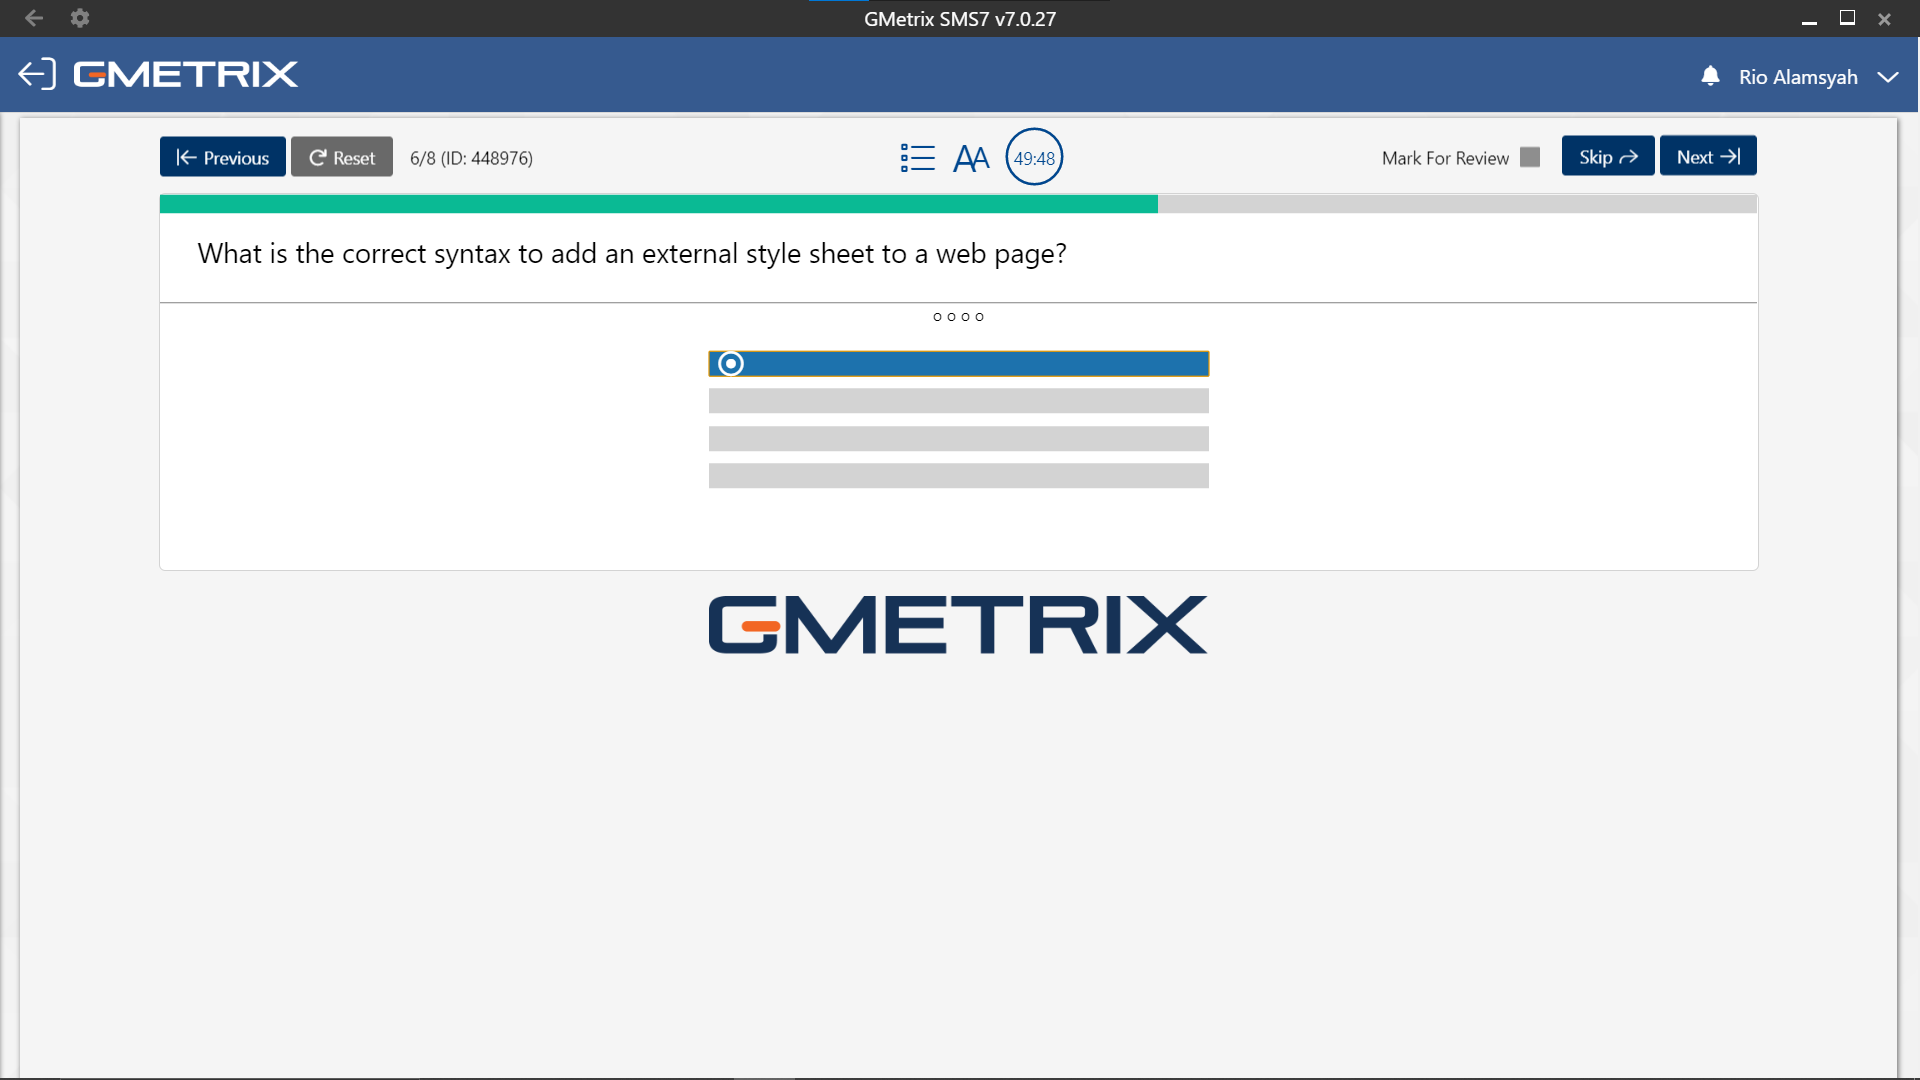 GMetrix SMS7 v7.0.27
GMETRIX
Rio Alamsyah
Previous
Reset
6/8 (ID: 448976)
AA
49:48
Mark For Review
Skip
Next
What is the correct syntax to add an external style sheet to a web page?
GMETRIX